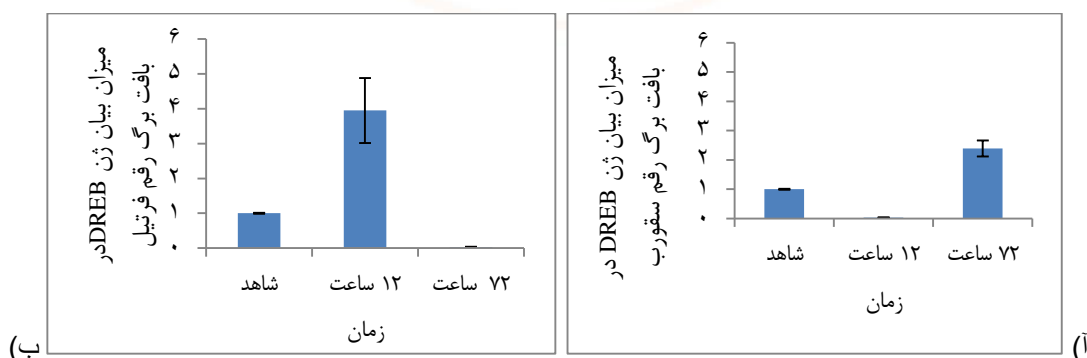 آ)
میزان بیان ژن DREB در
بافت برگ رقم سقورب
۶
۵
۴
۳
۲
۱
۰
شاهد ۱۲ ساعت ۷۲ ساعت
زمان
ب)
میزان بیان ژن DREBدر
بافت برگ رقم فرتیل
۶
۵
۴
۳
۲
۱
۰
شاهد ۱۲ ساعت ۷۲ ساعت
زمان